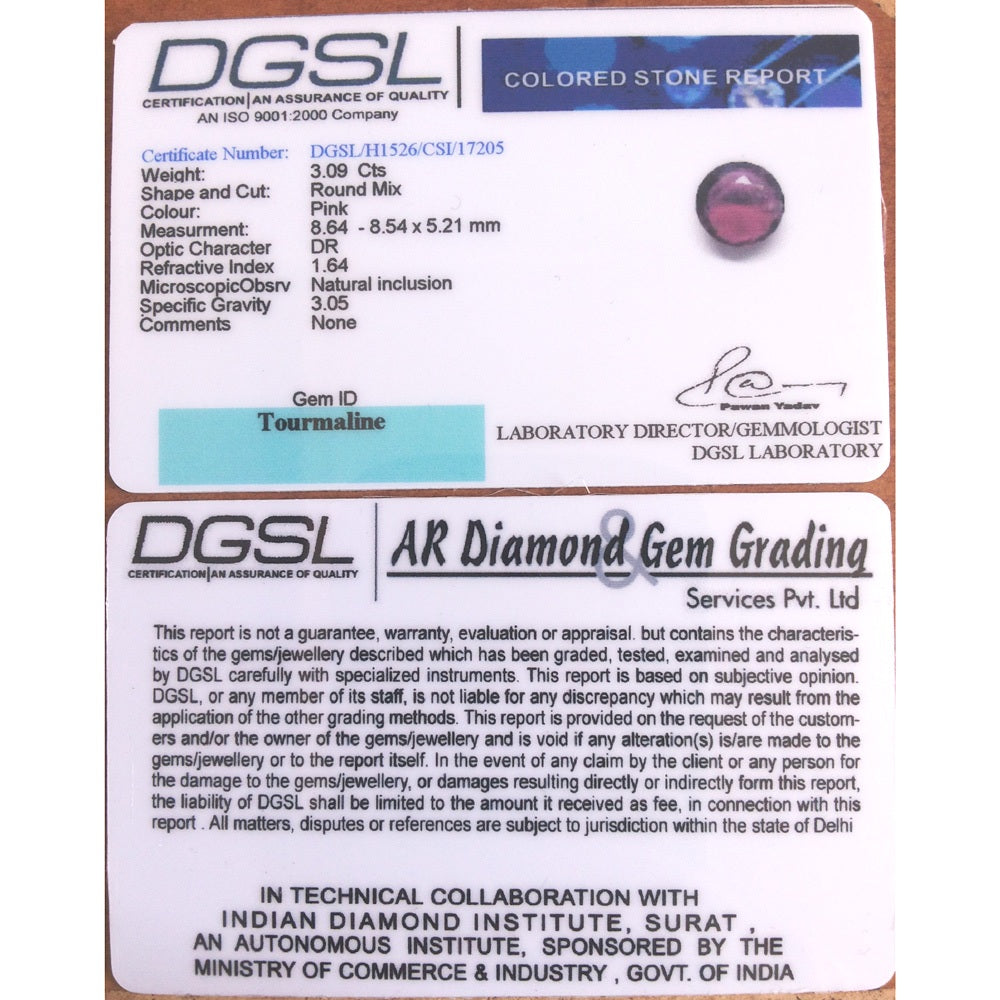 DGSL
CERTIFICATION|AN ASSURANCE OF QUALITY
AN ISO 9001:2000 Company
COLORED STONE REPORT
Certificate Number: DGSL/H1526/CSI/17205
Weight: 3.09 Cts
Shape and Cut: Round Mix
Colour: Pink
Measurment: 8.64 - 8.54 x 5.21 mm
Optic Character DR
Refractive Index 1.64
MicroscopicObsrv Natural inclusion
Specific Gravity 3.05
Comments None
Gem ID
Tourmaline
Pawan Yadav
LABORATORY DIRECTOR/GEMMOLOGIST
DGSL LABORATORY
DGSL
CERTIFICATION|AN ASSURANCE OF QUALITY
AR Diamond & Gem Grading
Services Pvt. Ltd
This report is not a guarantee, warranty, evaluation or appraisal. but contains the characteris-
tics of the gems/jewellery described which has been graded, tested, examined and analysed
by DGSL carefully with specialized instruments. This report is based on subjective opinion.
DGSL, or any member of its staff, is not liable for any discrepancy which may result from the
application of the other grading methods. This report is provided on the request of the custom-
ers and/or the owner of the gems/jewellery and is void if any alteration(s) is/are made to the
gems/jewellery or to the report itself. In the event of any claim by the client or any person for
the damage to the gems/jewellery, or damages resulting directly or indirectly form this report,
the liability of DGSL shall be limited to the amount it received as fee, in connection with this
report . All matters, disputes or references are subject to jurisdiction within the state of Delhi
IN TECHNICAL COLLABORATION WITH
INDIAN DIAMOND INSTITUTE, SURAT ,
AN AUTONOMOUS INSTITUTE, SPONSORED BY THE
MINISTRY OF COMMERCE & INDUSTRY , GOVT. OF INDIA